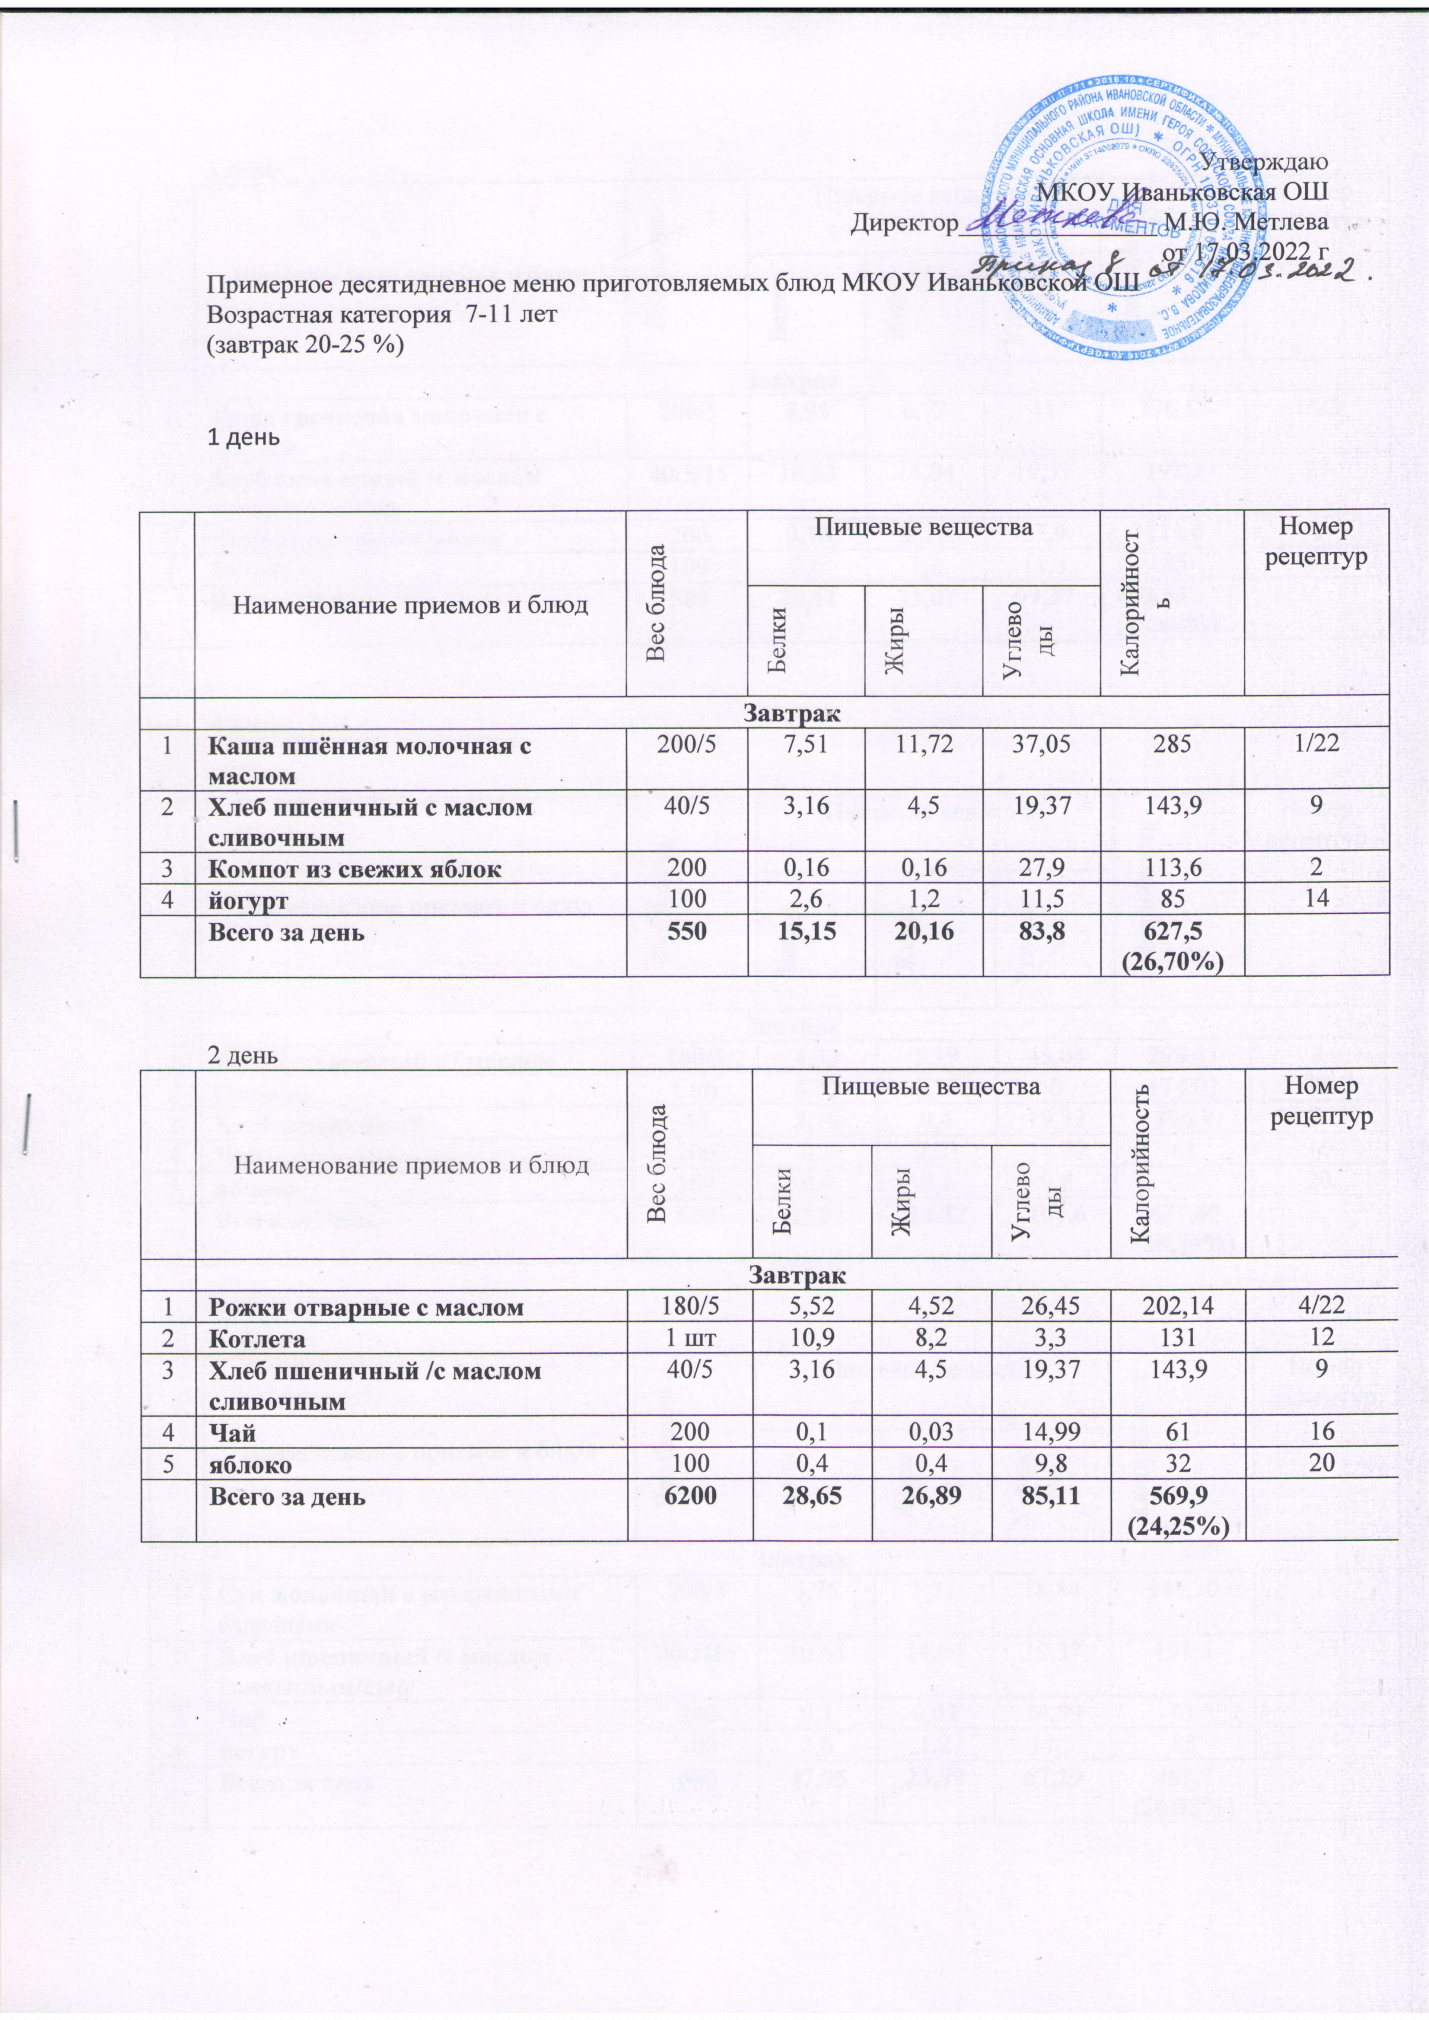 Утверждаю
МКОУ Иваньковская ОШ
Директор М.Ю. Метлева
от 17.03.2022 г
Приказ 8 от 17.03.2022.
ДЛЯ
ДОКУМЕНТОВ
Примерное десятидневное меню приготовляемых блюд МКОУ Иваньковской ОШ
Возрастная категория 7-11 лет
(завтрак 20-25 %)
1 день
Наименование приемов и блюд Вес блюда Пищевые вещества Калорийность Номер рецептур
Белки Жиры Углеводы
Завтрак
1 Каша пшённая молочная с 200/5 7,51 11,72 37,05 285 1/22
маслом
2 Хлеб пшеничный с маслом 40/5 3,16 4,5 19,37 143,9 9
сливочным
3 Компот из свежих яблок 200 0,16 0,16 27,9 113,6 2
4 йогурт 100 2,6 1,2 11,5 85 14
Всего за день 550 15,15 20,16 83,8 627,5
(26,70%)
2 день
Наименование приемов и блюд Вес блюда Пищевые вещества Калорийность Номер рецептур
Белки Жиры Углеводы
Завтрак
1 Рожки отварные с маслом 180/5 5,52 4,52 26,45 202,14 4/22
2 Котлета 1 шт 10,9 8,2 3,3 131 12
3 Хлеб пшеничный /с маслом 40/5 3,16 4,5 19,37 143,9 9
сливочным
4 Чай 200 0,1 0,03 14,99 61 16
5 яблоко 100 0,4 0,4 9,8 32 20
Всего за день 6200 28,65 26,89 85,11 569,9
(24,25%)